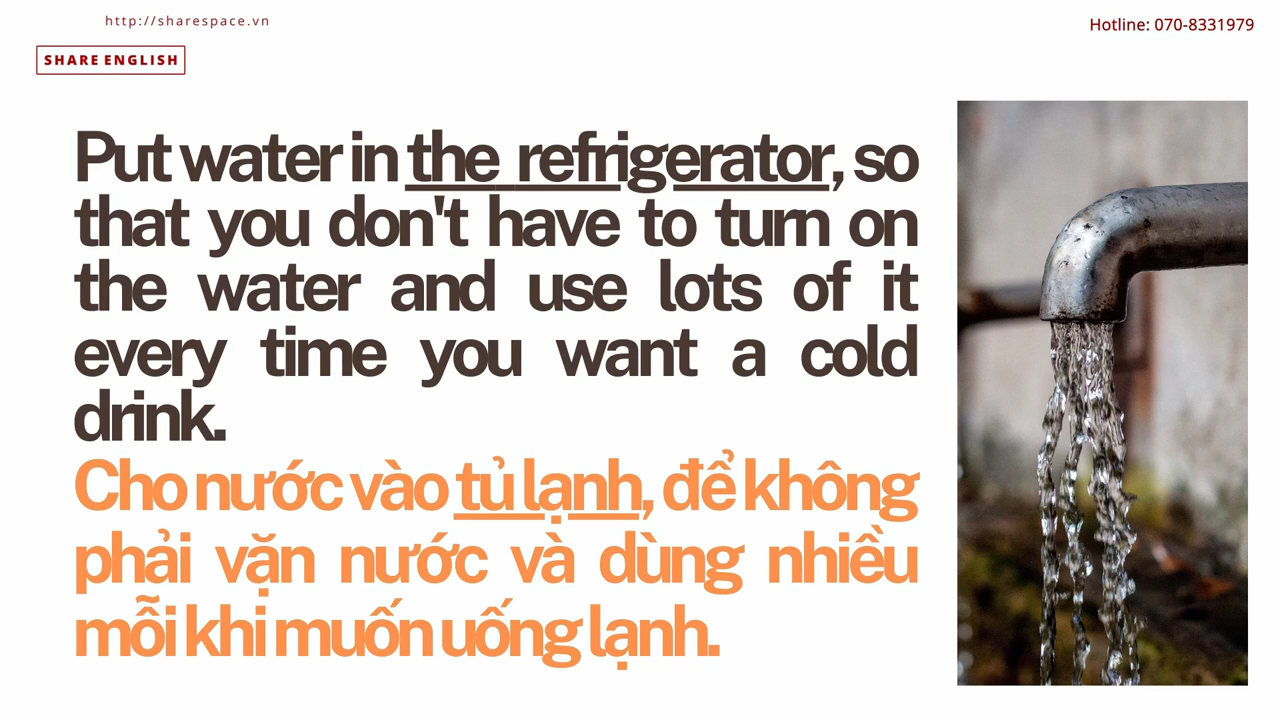 http://sharespace.vn
Hotline: 070-8331979
SHARE ENGLISH
Put water in the refrigerator, so
that you don't have to turn on
the water and use lots of it
every time you want a cold
drink.
Cho nước vào tủ lạnh, để không
phải vặn nước và dùng nhiều
mỗi khi muốn uống lạnh.